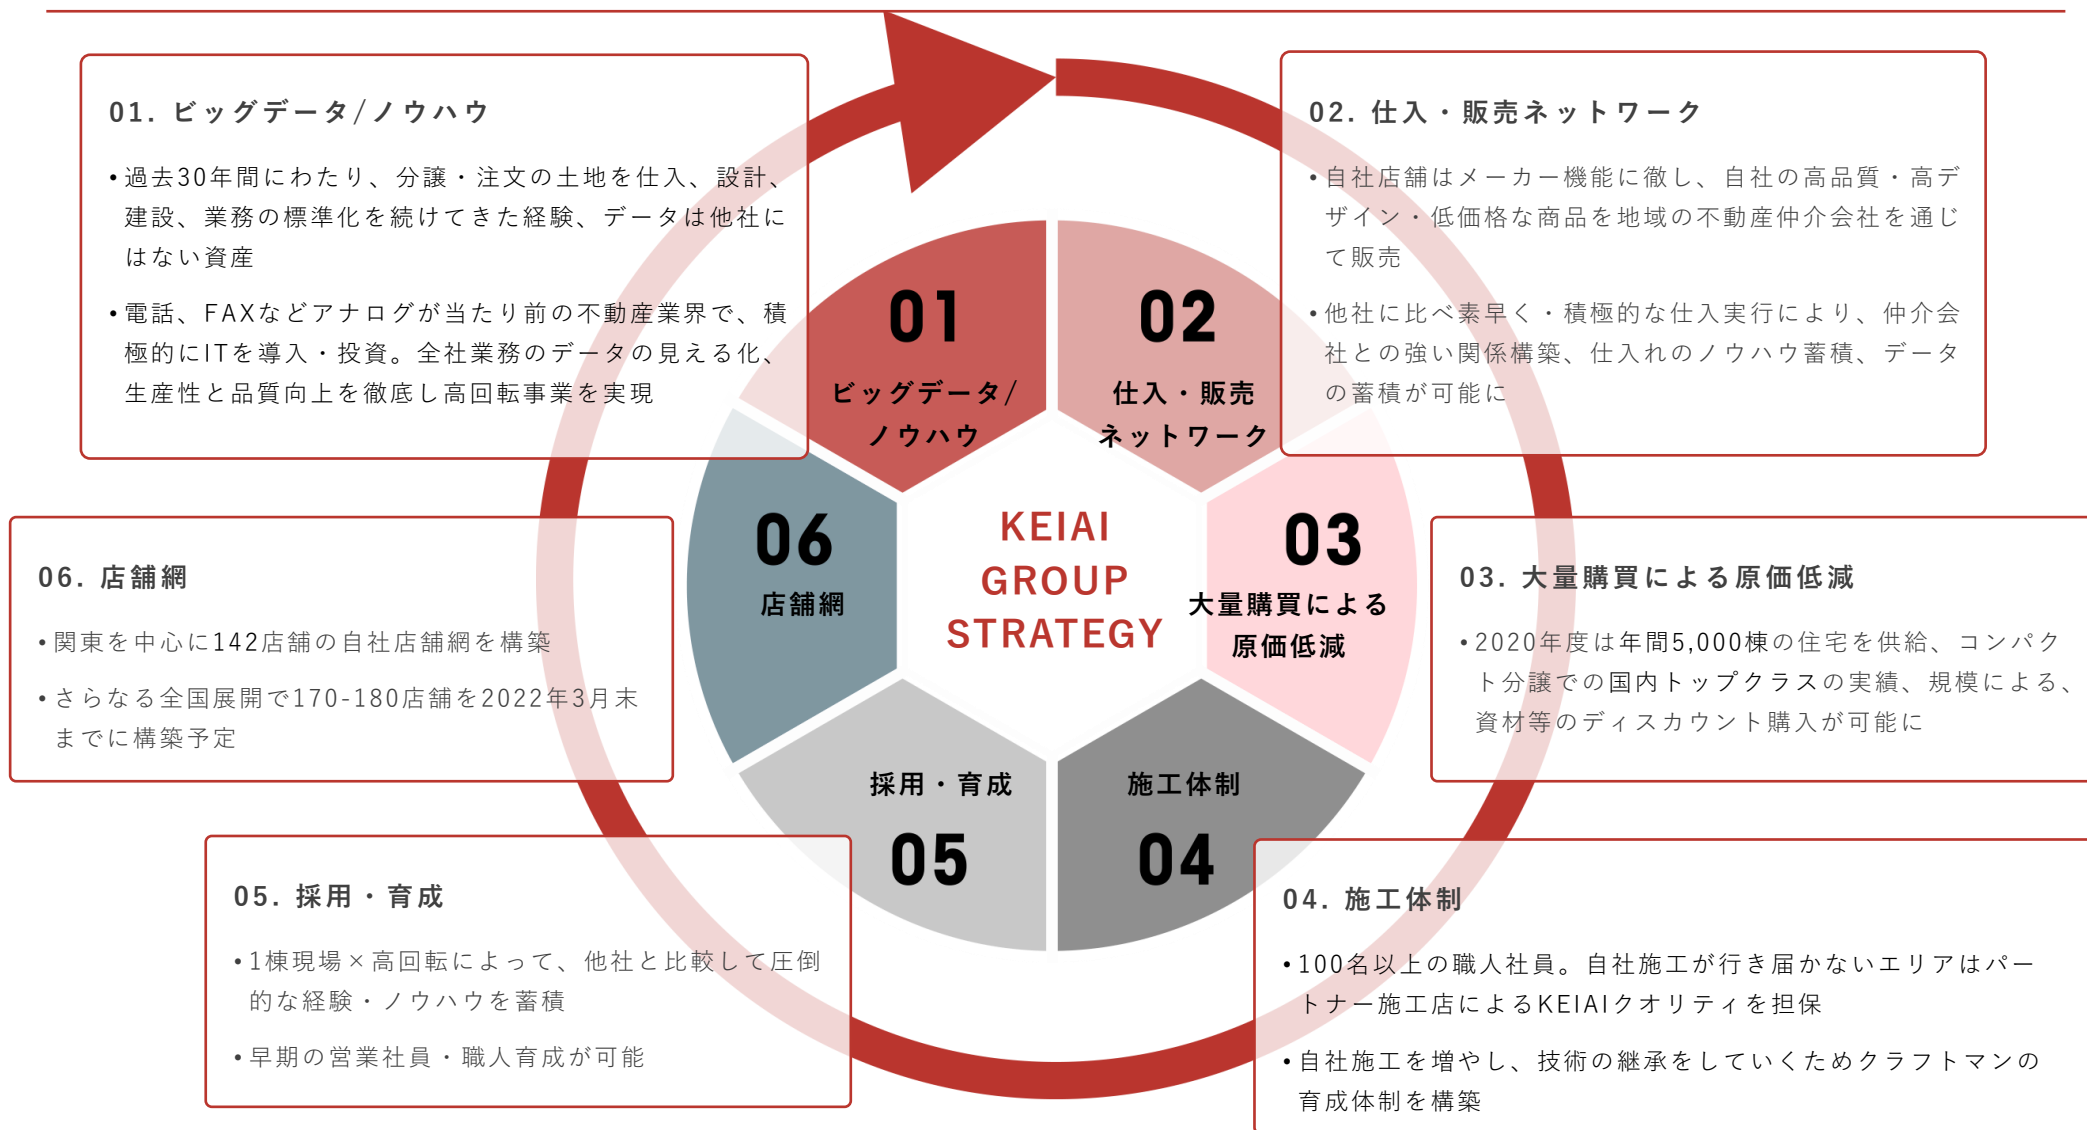 01. ビッグデータ/ノウハウ
•過去30年間にわたり、分譲・注文の土地を仕入、設計、
建設、業務の標準化を続けてきた経験、データは他社に
はない資産
•電話、FAXなどアナログが当たり前の不動産業界で、積
極的にITを導入・投資。全社業務のデータの見える化、
生産性と品質向上を徹底し高回転事業を実現
02. 仕入・販売ネットワーク
•自社店舗はメーカー機能に徹し、自社の高品質・高デ
ザイン・低価格な商品を地域の不動産仲介会社を通じ
て販売
•他社に比べ素早く・積極的な仕入実行により、仲介会
社との強い関係構築、仕入れのノウハウ蓄積、データ
の蓄積が可能に
01
ビッグデータ/
ノウハウ
02
仕入・販売
ネットワーク
06
店舗網
KEIAI
GROUP
STRATEGY
03
大量購買による
原価低減
採用・育成
05
施工体制
04
06. 店舗網
•関東を中心に142店舗の自社店舗網を構築
•さらなる全国展開で170-180店舗を2022年3月末
までに構築予定
03. 大量購買による原価低減
•2020年度は年間5,000棟の住宅を供給、コンパク
ト分譲での国内トップクラスの実績、規模による、
資材等のディスカウント購入が可能に
05. 採用・育成
•1棟現場×高回転によって、他社と比較して圧倒
的な経験・ノウハウを蓄積
•早期の営業社員・職人育成が可能
04. 施工体制
•100名以上の職人社員。自社施工が行き届かないエリアはパー
トナー施工店によるKEIAIクオリティを担保
•自社施工を増やし、技術の継承をしていくためクラフトマンの
育成体制を構築